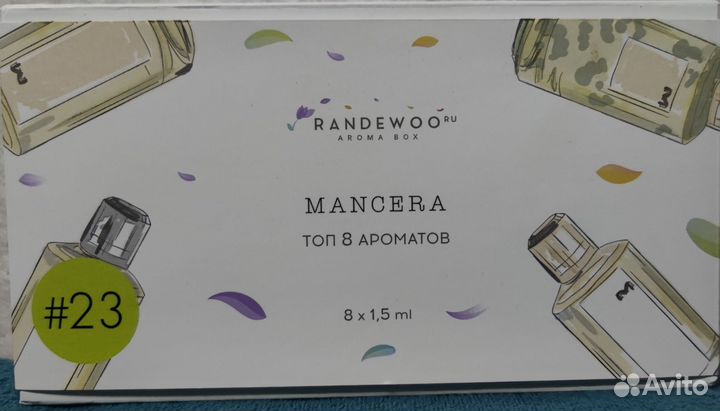 RANDEWOO RU
AROMA BOX
MANCERA
ТОП 8 АРОМАТОВ
#23
8 x 1,5 ml
Avito